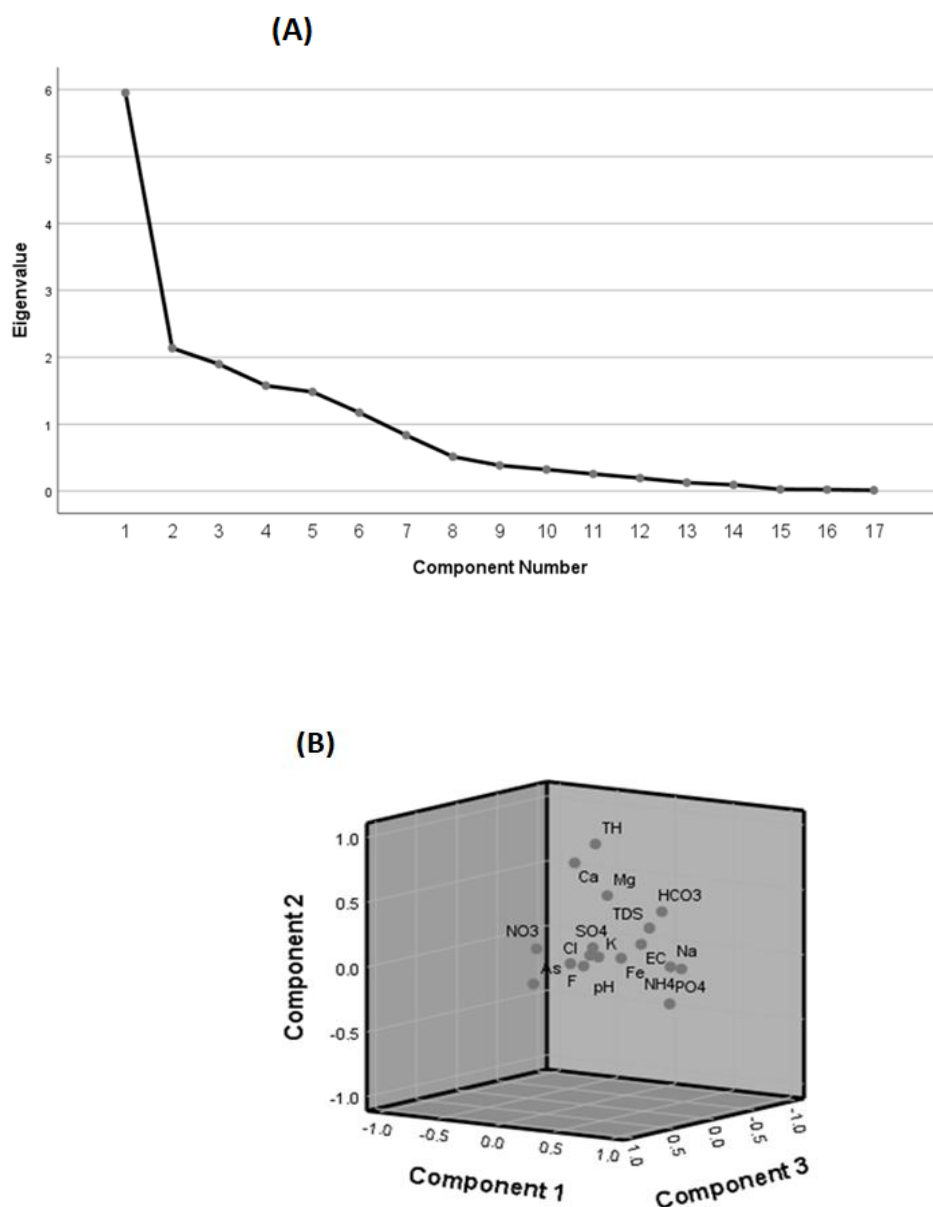 (A)
6
5
4
3
2
1
0
Eigenvalue
1 2 3 4 5 6 7 8 9 10 11 12 13 14 15 16 17
Component Number
(B)
1.0
0.5
0.0
-0.5
-1.0
Component 2
TH
Ca Mg
HCO3
TDS
NO3 SO4
Cl K
EC Na
As F Fe
pH NH4 PO4
-1.0 -0.5 0.0 0.5 1.0
Component 1
1.0 0.5 0.0 -0.5 -1.0
Component 3